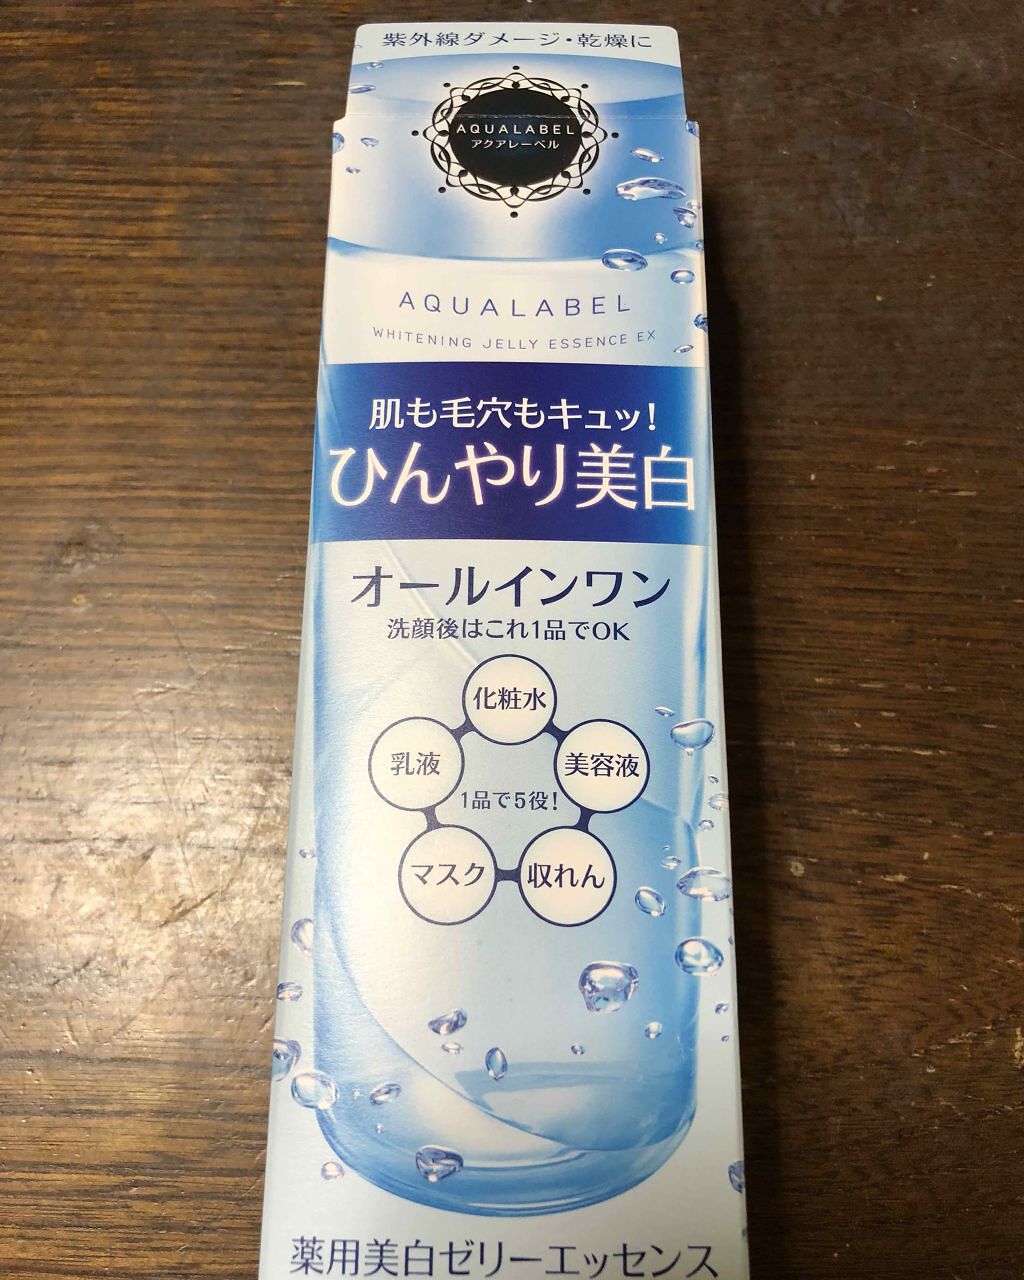 紫外線ダメージ・乾燥に
AQUALABEL
アクアレーベル
AQUALABEL
WHITENING JELLY ESSENCE EX
肌も毛穴もキュッ!
ひんやり美白
オールインワン
洗顔後はこれ1品でOK
化粧水
乳液
美容液
1品で5役!
マスク
収れん
薬用美白ゼリーエッセンス